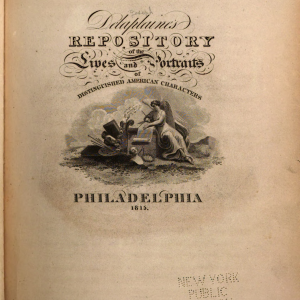 Delaplaine's
REPOSITORY
of the
Lives and Portraits
of
DISTINGUISHED AMERICAN CHARACTERS
PHILADELPHIA
1815.
NEW YORK
PUBLIC